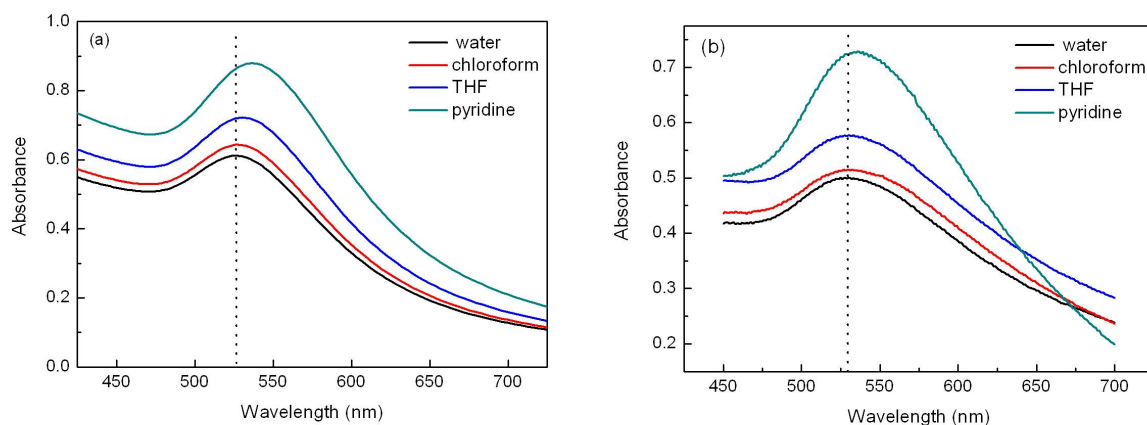 (a)
water
chloroform
THF
pyridine
1.0
0.8
0.6
0.4
0.2
0.0
Absorbance
450 500 550 600 650 700
Wavelength (nm)
(b)
water
chloroform
THF
pyridine
0.7
0.6
0.5
0.4
0.3
0.2
Absorbance
450 500 550 600 650 700
Wavelength (nm)